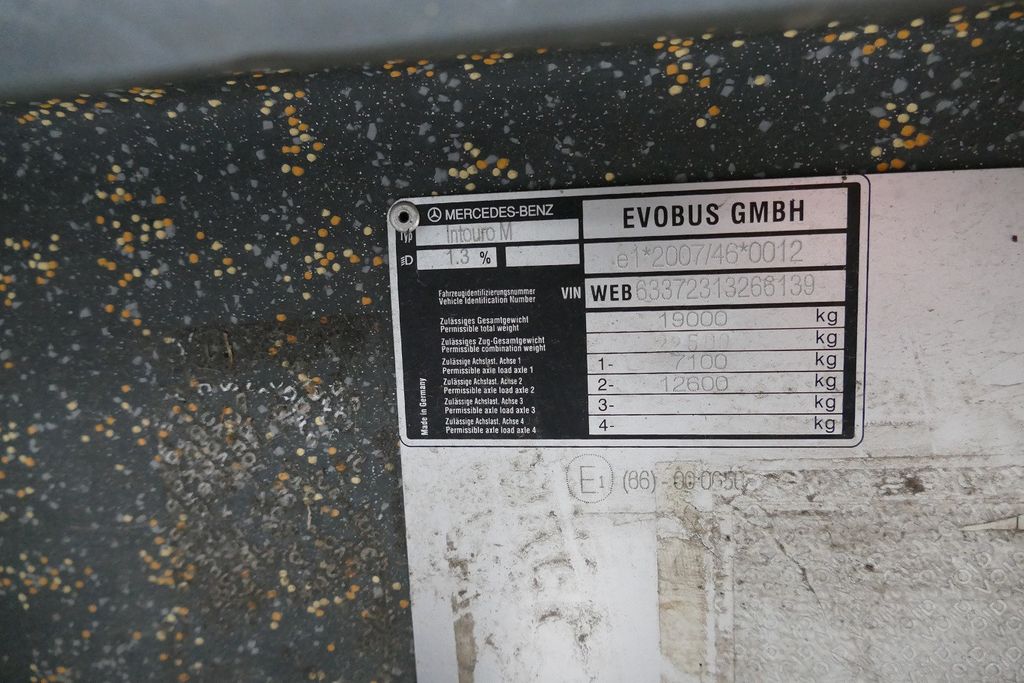 MERCEDES-BENZ
EVOBUS GMBH
Typ Intouro M
1.3 %
e1*2007/46*0012
Fahrzeugidentifizierungsnummer
Vehicle Identification Number
VIN WEB63372313266139
Zulässiges Gesamtgewicht
Permissible total weight
19000 kg
Zulässiges Zug-Gesamtgewicht
Permissible combination weight
kg
Zulässige Achslast. Achse 1
Permissible axle load axle 1
1- 7100 kg
Zulässige Achslast. Achse 2
Permissible axle load axle 2
2- 12600 kg
Zulässige Achslast. Achse 3
Permissible axle load axle 3
3- kg
Zulässige Achslast. Achse 4
Permissible axle load axle 4
4- kg
Made in Germany
E1 (66)